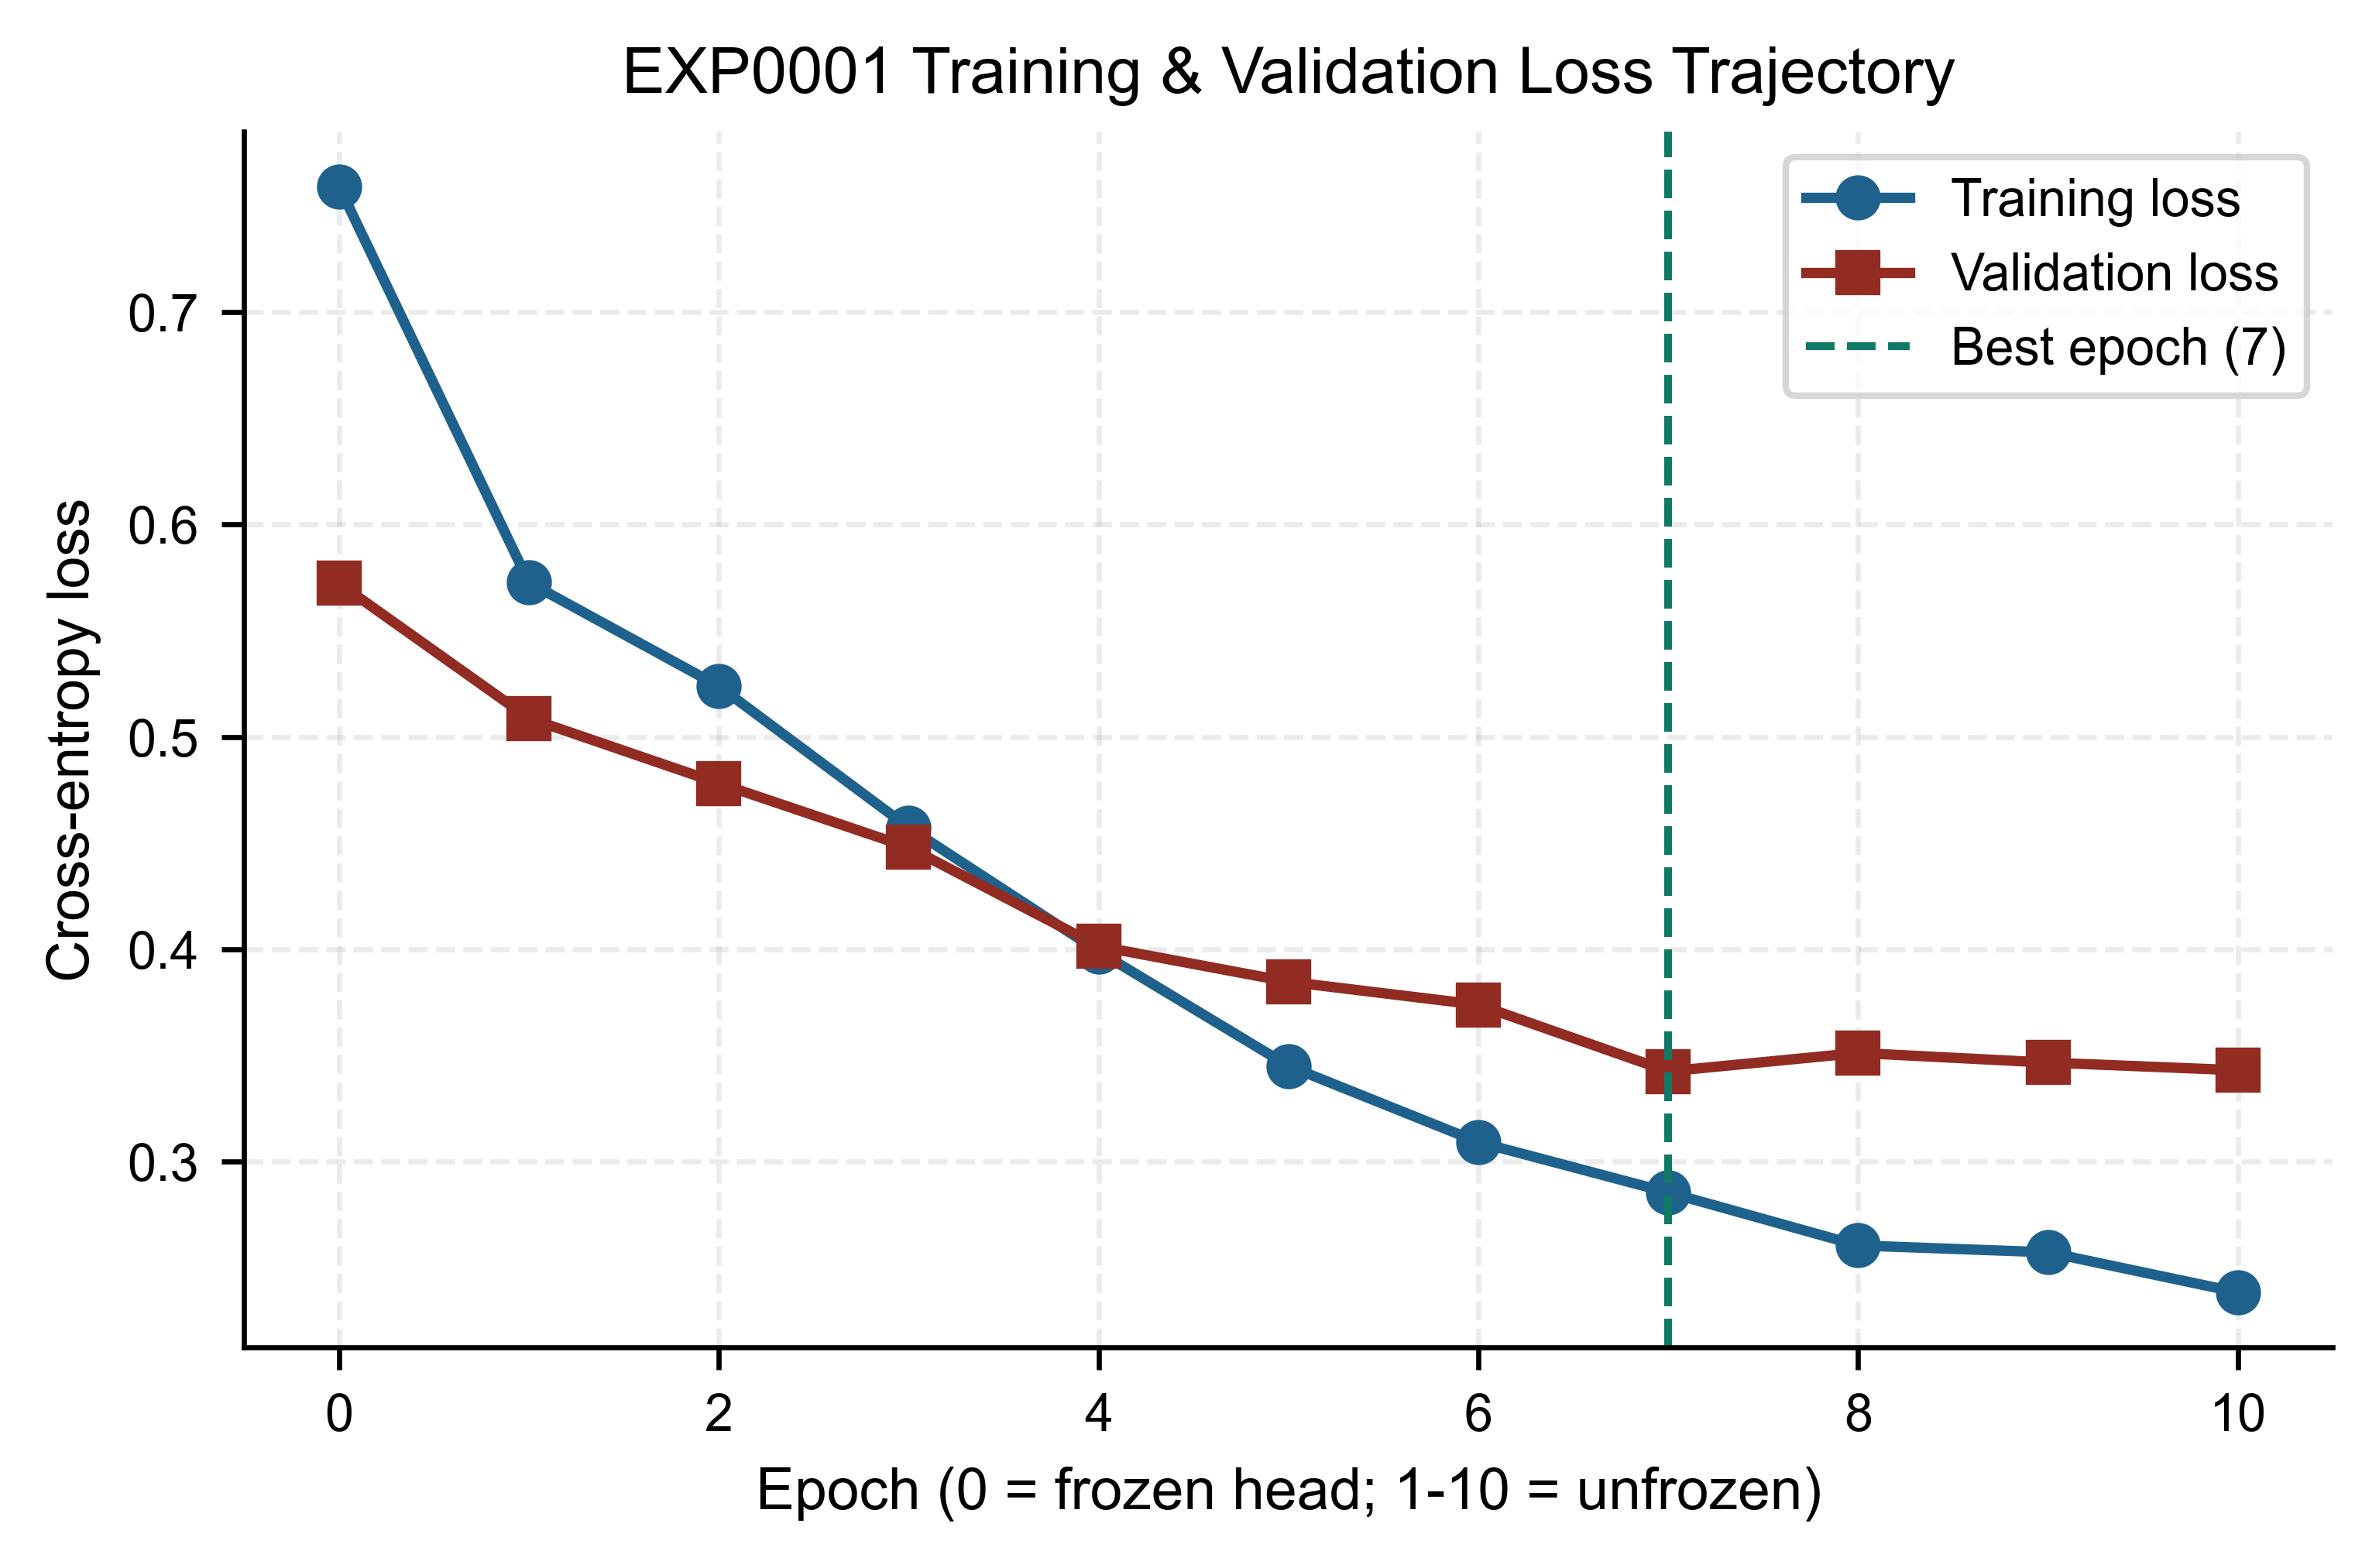 EXP0001 Training & Validation Loss Trajectory
Training loss
Validation loss
Best epoch (7)
Cross-entropy loss
0.7
0.6
0.5
0.4
0.3
0 2 4 6 8 10
Epoch (0 = frozen head; 1-10 = unfrozen)